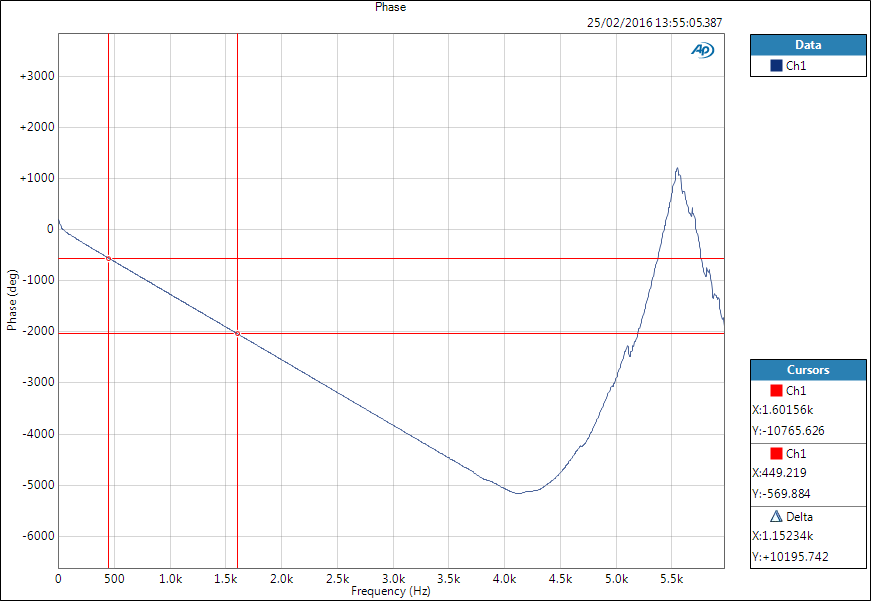 Phase
25/02/2016 13:55:05.387
AP
Data
Ch1
+3000
+2000
+1000
0
-1000
-2000
-3000
-4000
-5000
-6000
Phase (deg)
0 500 1.0k 1.5k 2.0k 2.5k 3.0k 3.5k 4.0k 4.5k 5.0k 5.5k
Frequency (Hz)
Cursors
Ch1
X:1.60156k
Y:-10765.626
Ch1
X:449.219
Y:-569.884
Delta
X:1.15234k
Y:+10195.742